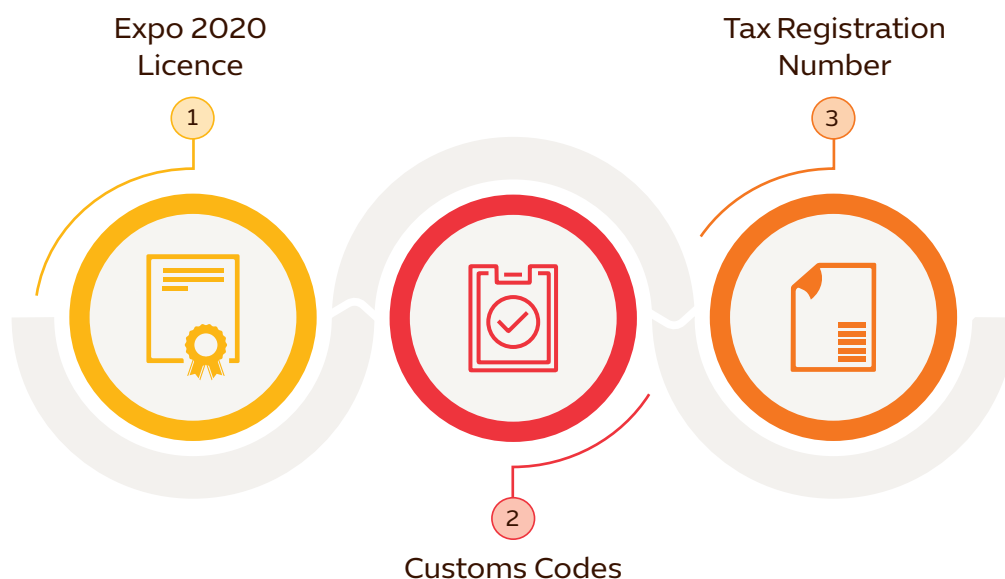 Expo 2020
Licence
1
Tax Registration
Number
3
2
Customs Codes